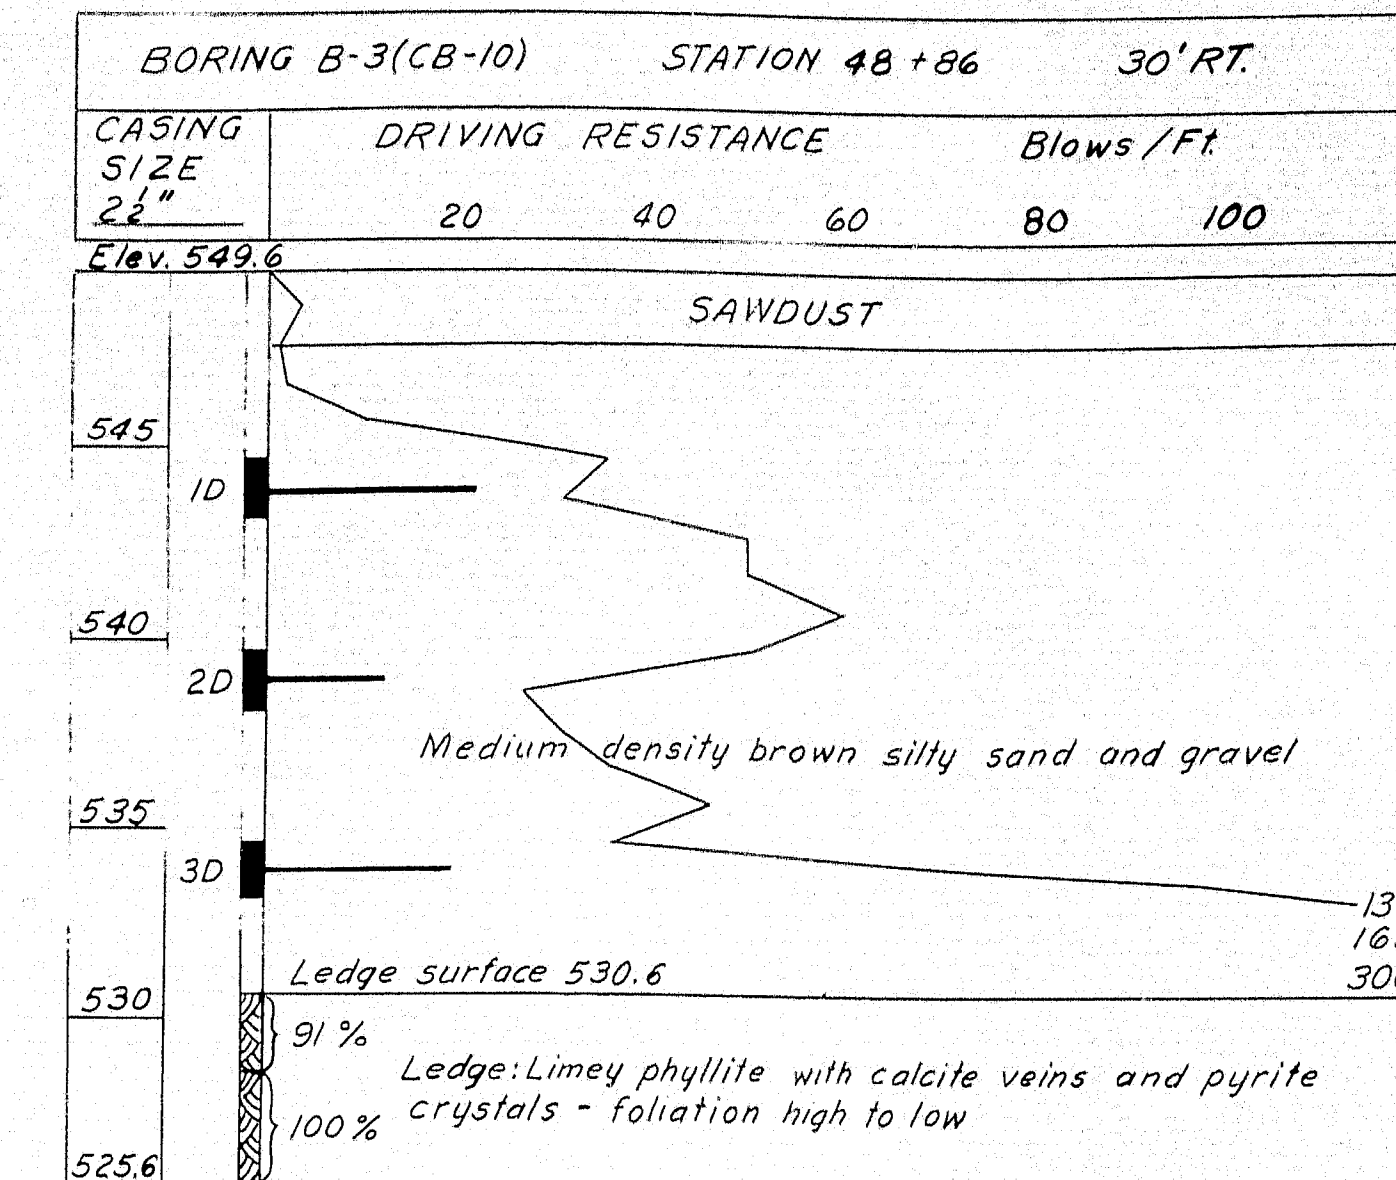 BORING B-3(CB-10) STATION 48+86 30' RT.
CASING SIZE 2½"
DRIVING RESISTANCE Blows/Ft.
20 40 60 80 100
Elev. 549.6
SAWDUST
545
1D
540
2D
Medium density brown silty sand and gravel
535
3D
Ledge surface 530.6
530
91%
Ledge: Limey phyllite with calcite veins and pyrite
crystals - foliation high to low
100%
525.6